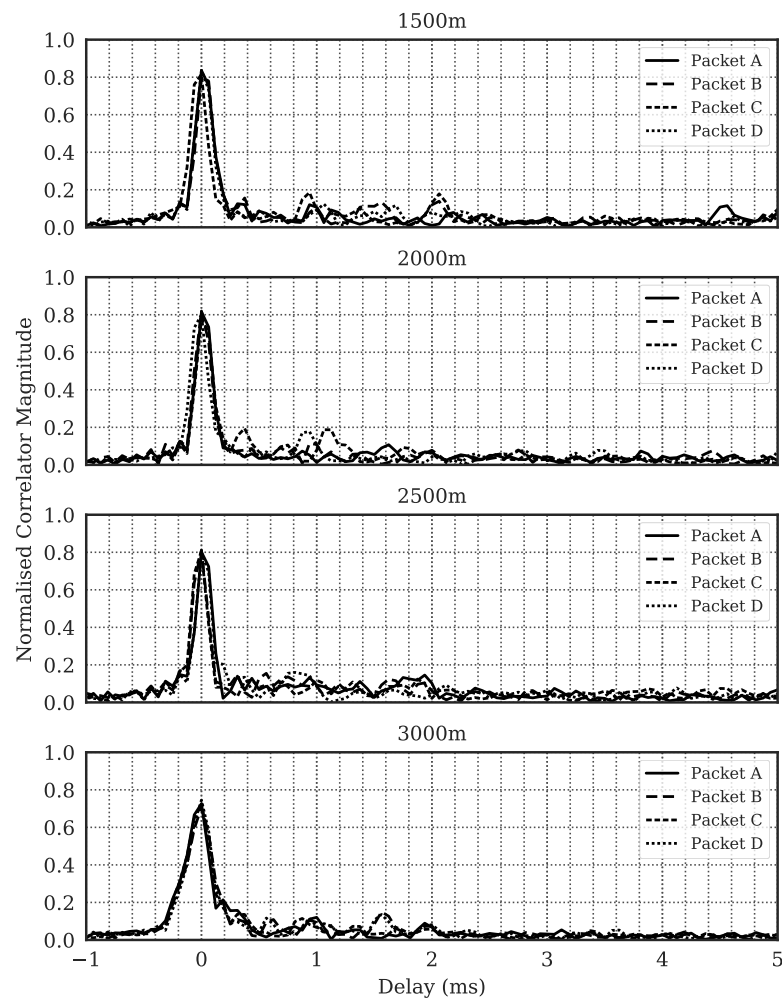 1500m
1.0
0.8
0.6
0.4
0.2
0.0
Packet A
Packet B
Packet C
Packet D
2000m
1.0
0.8
0.6
0.4
0.2
0.0
Packet A
Packet B
Packet C
Packet D
Normalised Correlator Magnitude
2500m
1.0
0.8
0.6
0.4
0.2
0.0
Packet A
Packet B
Packet C
Packet D
3000m
1.0
0.8
0.6
0.4
0.2
0.0
Packet A
Packet B
Packet C
Packet D
−1 0 1 2 3 4 5
Delay (ms)